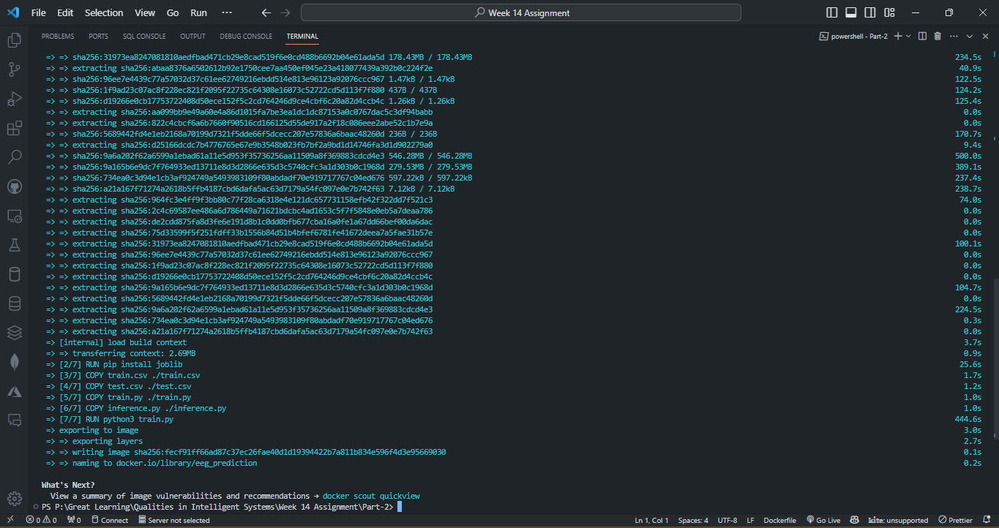 File Edit Selection View Go Run ··· Week 14 Assignment
PROBLEMS PORTS SQL CONSOLE OUTPUT DEBUG CONSOLE TERMINAL powershell - Part-2
=> => sha256:31973ea8247081810aedfbad471cb29e8cad519f6e0cd488b6692b04e61ada5d 178.43MB / 178.43MB 234.5s
=> => extracting sha256:abaa8376a6502612b92e1750cee7aa450ef045e23a418077439a392b0c224f2e 40.9s
=> => sha256:96ee7e4439c77a57032d37c61ee62749216ebdd514e813e96123a92076ccc967 1.47kB / 1.47kB 122.5s
=> => sha256:1f9ad23c07ac8f228ec821f2095f22735c64308e16073c52722cd5d113f7f880 437B / 437B 124.2s
=> => sha256:d19266e0cb17753722408d50ece152f5c2cd764246d9ce4cbf6c20a82d4ccb4c 1.26kB / 1.26kB 125.4s
=> => extracting sha256:aa099bb9e49a60e4a86d1015fa7be3ea1dc1dc87153a0c0767dac5c3df94babb 0.0s
=> => extracting sha256:822c4cbcf6a6b7660f90516cd166125d55de917a2f18c086eee2abe52c1b7e9a 0.0s
=> => sha256:5689442fd4e1eb2168a70199d7321f5dde66f5dcecc207e57836a6baac48260d 236B / 236B 170.7s
=> => extracting sha256:d25166dcdc7b4776765e67e9b3548b023fb7bf2a9bd1d14746fa3d1d902279a0 9.4s
=> => sha256:9a6a202f62a6599a1ebad61a11e5d953f35736256aa11509a8f369883cdcd4e3 546.28MB / 546.28MB 500.0s
=> => sha256:9a165b6e9dc7f764933ed13711e8d3d2866e635d3c5740cfc3a1d303b0c1968d 279.53MB / 279.53MB 389.1s
=> => sha256:734ea0c3d94e1cb3af924749a5493983109f80abdadf70e919717767c04ed676 597.22kB / 597.22kB 237.4s
=> => sha256:a21a167f71274a2618b5ffb4187cbd6dafa5ac63d7179a54fc097e0e7b742f63 7.12kB / 7.12kB 238.7s
=> => extracting sha256:964fc3e4ff9f3bb80c77f28ca6318e4e121dc657731158efb42f322dd7f521c3 74.0s
=> => extracting sha256:2c4c69587ee486a6d786449a71621bdcbc4ad1653c5f7f5848e0eb5a7deaa786 0.0s
=> => extracting sha256:de2cdd875fa8d3fe6e191d8b1c0dd0bfb677cba16a0fe1a67dd66bef00da6dac 0.0s
=> => extracting sha256:75d33599f5f251fdff33b1556b84d51b4bfef6781fe41672deea7a5fae31b57e 0.0s
=> => extracting sha256:31973ea8247081810aedfbad471cb29e8cad519f6e0cd488b6692b04e61ada5d 100.1s
=> => extracting sha256:96ee7e4439c77a57032d37c61ee62749216ebdd514e813e96123a92076ccc967 0.0s
=> => extracting sha256:1f9ad23c07ac8f228ec821f2095f22735c64308e16073c52722cd5d113f7f880 0.0s
=> => extracting sha256:d19266e0cb17753722408d50ece152f5c2cd764246d9ce4cbf6c20a82d4ccb4c 0.0s
=> => extracting sha256:9a165b6e9dc7f764933ed13711e8d3d2866e635d3c5740cfc3a1d303b0c1968d 104.7s
=> => extracting sha256:5689442fd4e1eb2168a70199d7321f5dde66f5dcecc207e57836a6baac48260d 0.0s
=> => extracting sha256:9a6a202f62a6599a1ebad61a11e5d953f35736256aa11509a8f369883cdcd4e3 224.5s
=> => extracting sha256:734ea0c3d94e1cb3af924749a5493983109f80abdadf70e919717767c04ed676 0.3s
=> => extracting sha256:a21a167f71274a2618b5ffb4187cbd6dafa5ac63d7179a54fc097e0e7b742f63 0.0s
=> [internal] load build context 3.7s
=> => transferring context: 2.69MB 0.9s
=> [2/7] RUN pip install joblib 25.6s
=> [3/7] COPY train.csv ./train.csv 1.7s
=> [4/7] COPY test.csv ./test.csv 1.2s
=> [5/7] COPY train.py ./train.py 1.0s
=> [6/7] COPY inference.py ./inference.py 1.0s
=> [7/7] RUN python3 train.py 444.6s
=> exporting to image 3.0s
=> => exporting layers 2.7s
=> => writing image sha256:fecf91ff66ad87c37ec26fae40d1d19394422b7a811b834e596f4d3e95669030 0.1s
=> => naming to docker.io/library/eeg_prediction 0.2s
What's Next?
View a summary of image vulnerabilities and recommendations → docker scout quickview
PS P:\Great Learning\Qualities in Intelligent Systems\Week 14 Assignment\Part-2>
0 0 0 Connect Server not selected Ln 1, Col 1 Spaces: 4 UTF-8 LF Dockerfile Go Live kite: unsupported Prettier